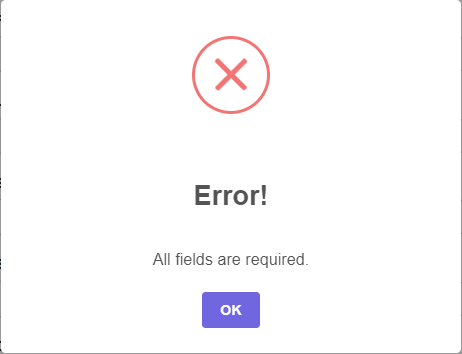 Error!
All fields are required.
OK